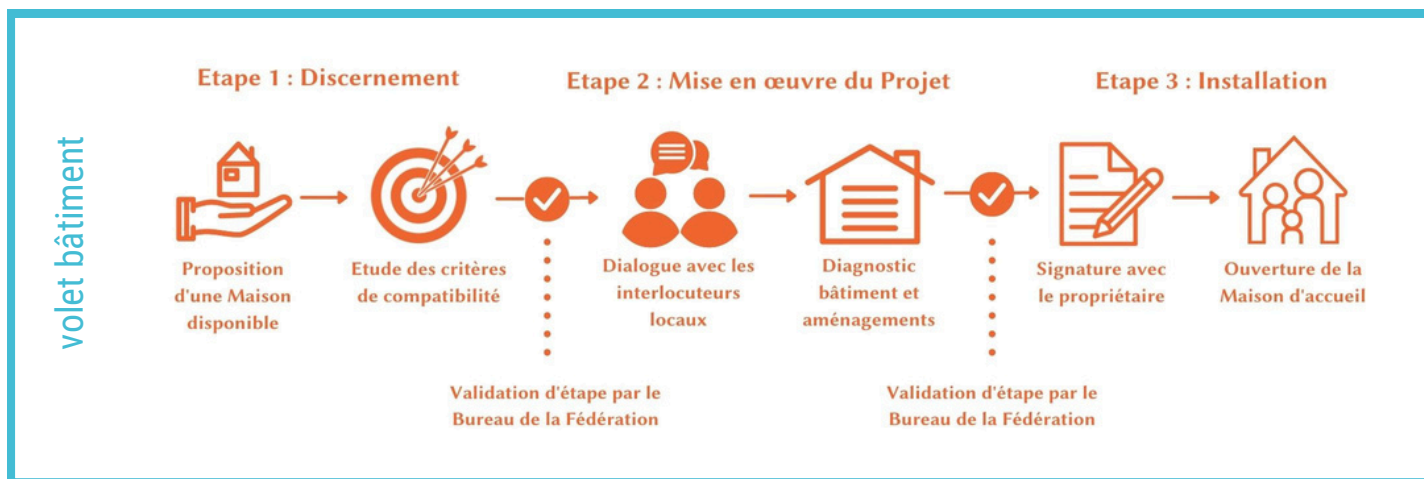 volet bâtiment
Etape 1 : Discernement
Proposition
d'une Maison
disponible
Etude des critères
de compatibilité
Validation d'étape par le
Bureau de la Fédération
Etape 2 : Mise en œuvre du Projet
Dialogue avec les
interlocuteurs
locaux
Diagnostic
bâtiment et
aménagements
Validation d'étape par le
Bureau de la Fédération
Etape 3 : Installation
Signature avec
le propriétaire
Ouverture de la
Maison d'accueil